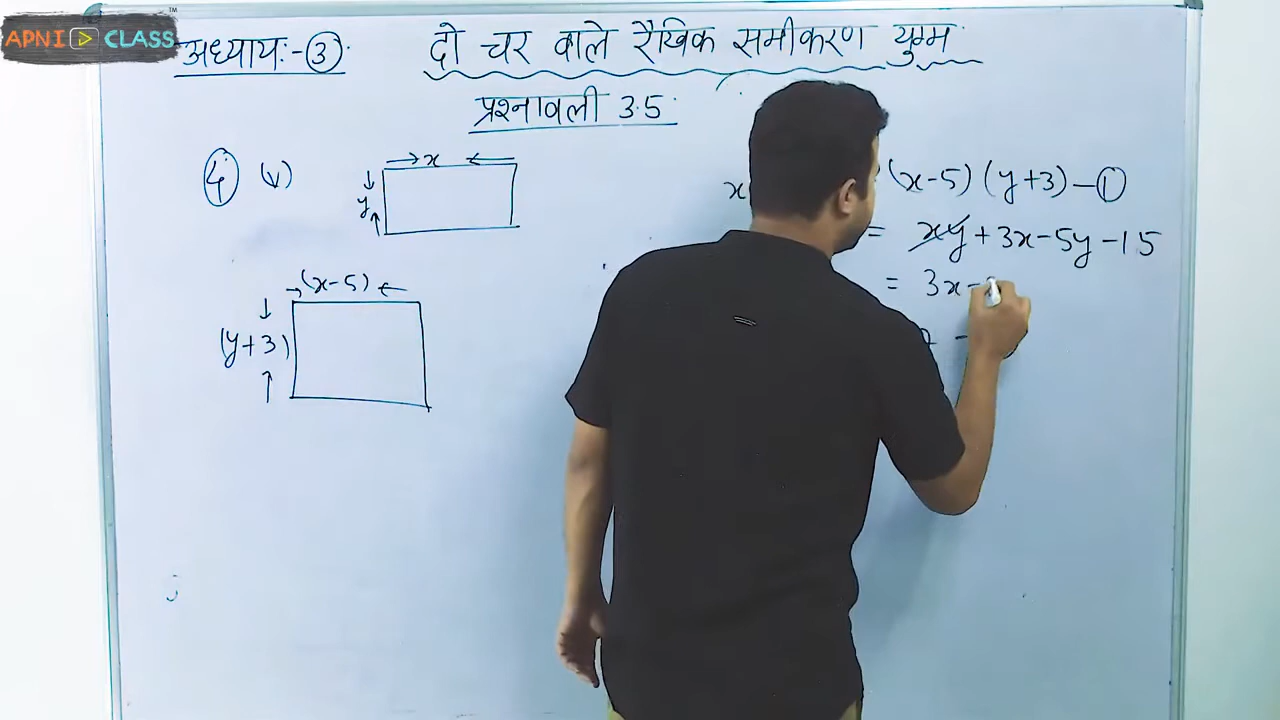 APNI CLASS™
अध्याय:-③ दो चर वाले रैखिक समीकरण युग्म
प्रश्नावली 3.5
④ (v)
x
y
x (x-5) (y+3) -①
= xy + 3x - 5y - 15
= 3x -
(x-5)
(y+3)